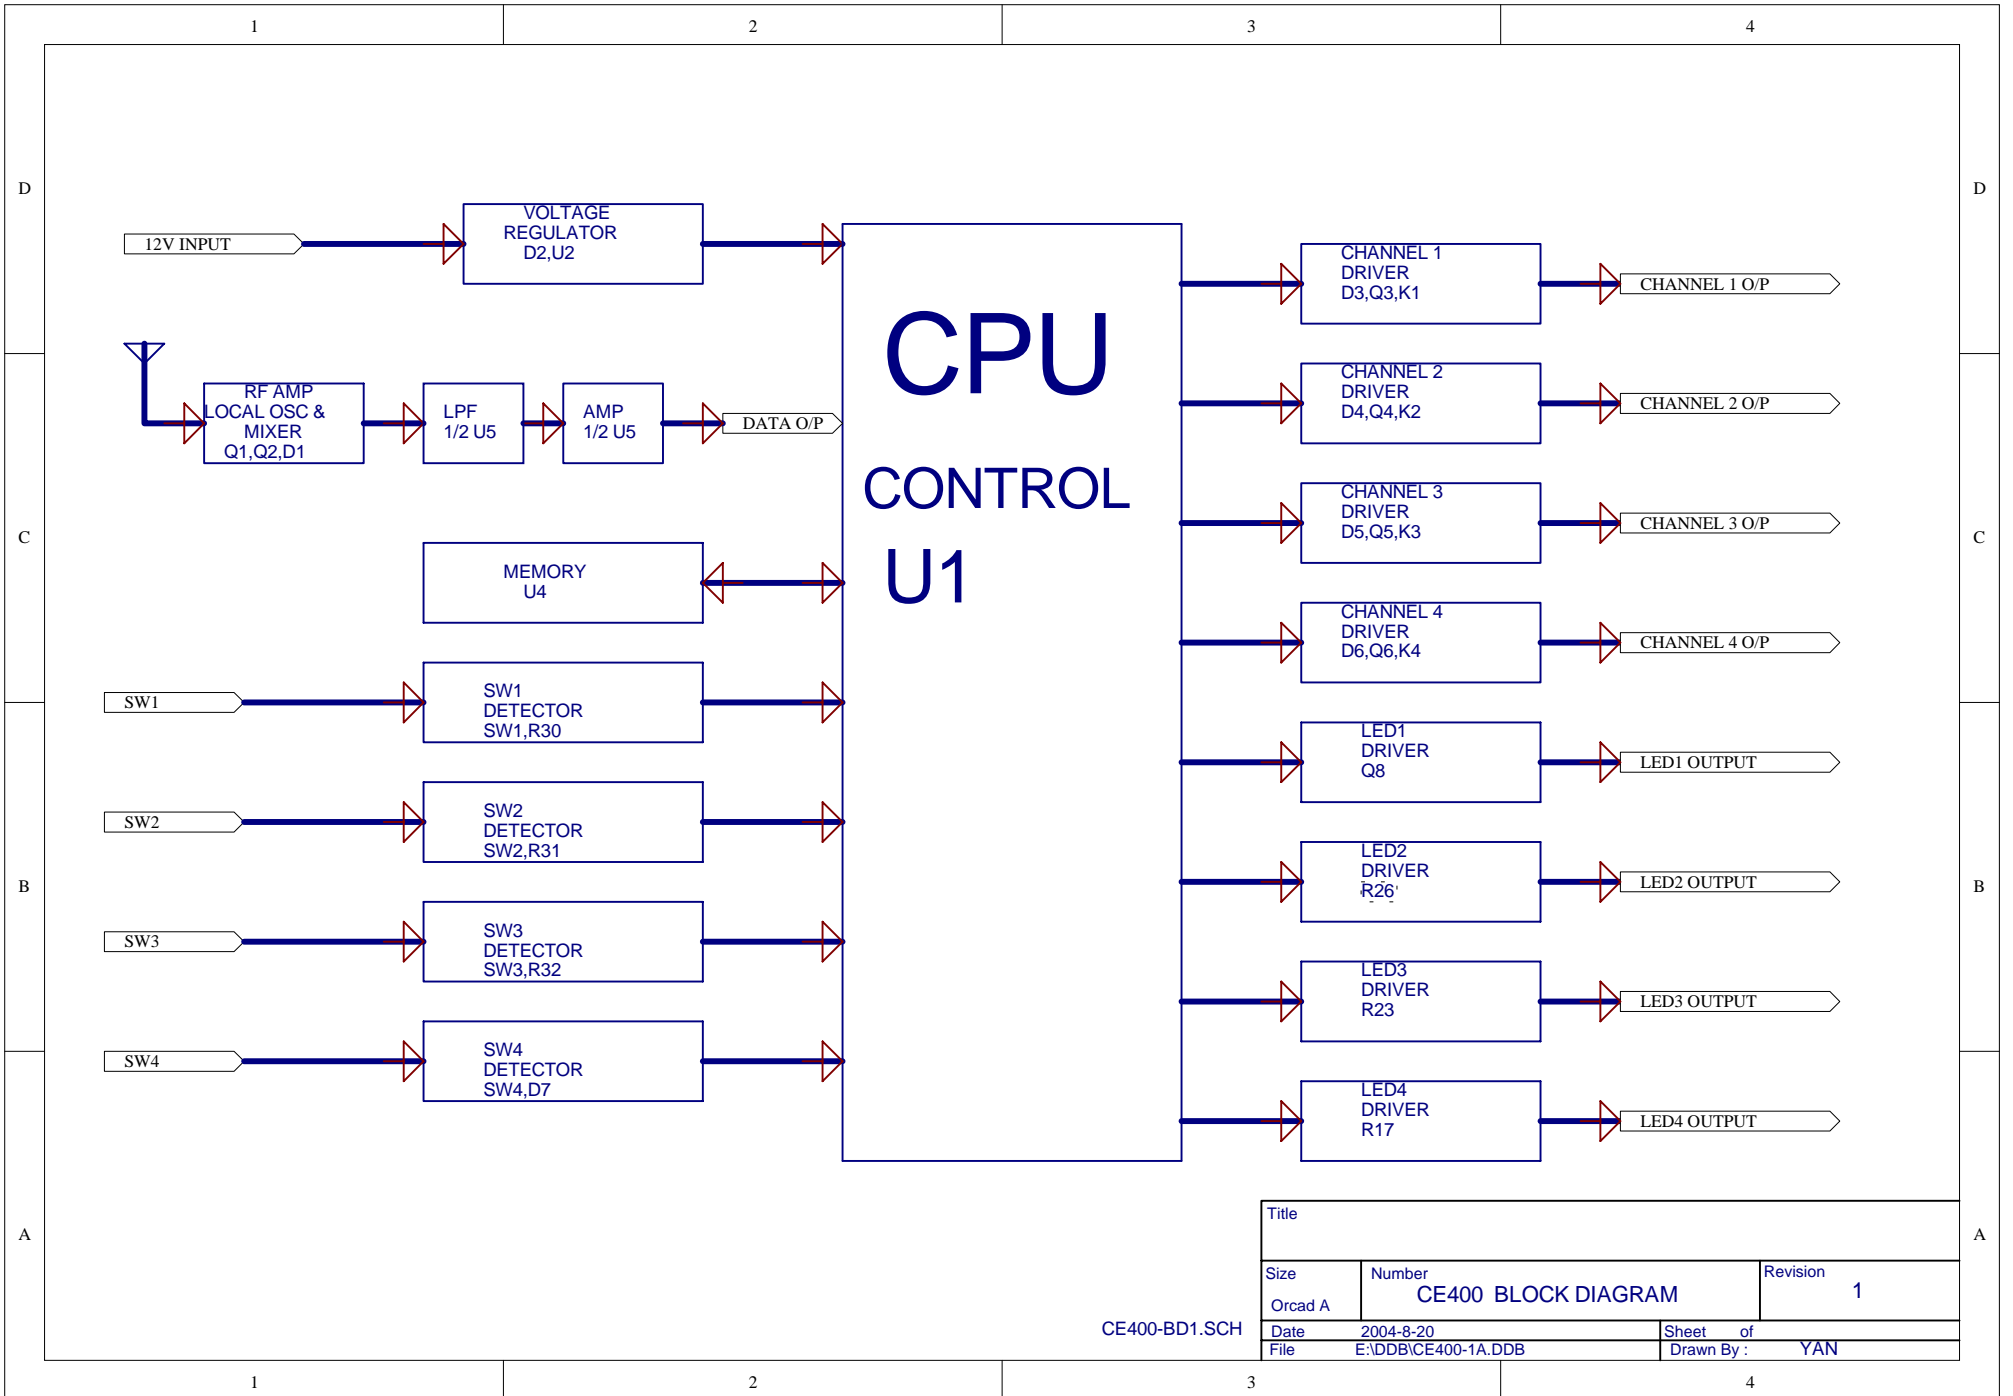 1
2
3
4
D
D
12V INPUT
VOLTAGE
REGULATOR
D2,U2
RF AMP
LOCAL OSC &
MIXER
Q1,Q2,D1
LPF
1/2 U5
AMP
1/2 U5
DATA O/P
C
MEMORY
U4
SW1
SW1
DETECTOR
SW1,R30
SW2
SW2
DETECTOR
SW2,R31
B
SW3
SW3
DETECTOR
SW3,R32
SW4
SW4
DETECTOR
SW4,D7
CPU
CONTROL
U1
CHANNEL 1
DRIVER
D3,Q3,K1
CHANNEL 1 O/P
CHANNEL 2
DRIVER
D4,Q4,K2
CHANNEL 2 O/P
CHANNEL 3
DRIVER
D5,Q5,K3
CHANNEL 3 O/P
C
CHANNEL 4
DRIVER
D6,Q6,K4
CHANNEL 4 O/P
LED1
DRIVER
Q8
LED1 OUTPUT
LED2
DRIVER
R26
LED2 OUTPUT
B
LED3
DRIVER
R23
LED3 OUTPUT
LED4
DRIVER
R17
LED4 OUTPUT
A
A
Title
Size
Orcad A
Number
CE400 BLOCK DIAGRAM
Revision
1
CE400-BD1.SCH
Date 2004-8-20
Sheet of
File E:\DDB\CE400-1A.DDB
Drawn By : YAN
1
2
3
4